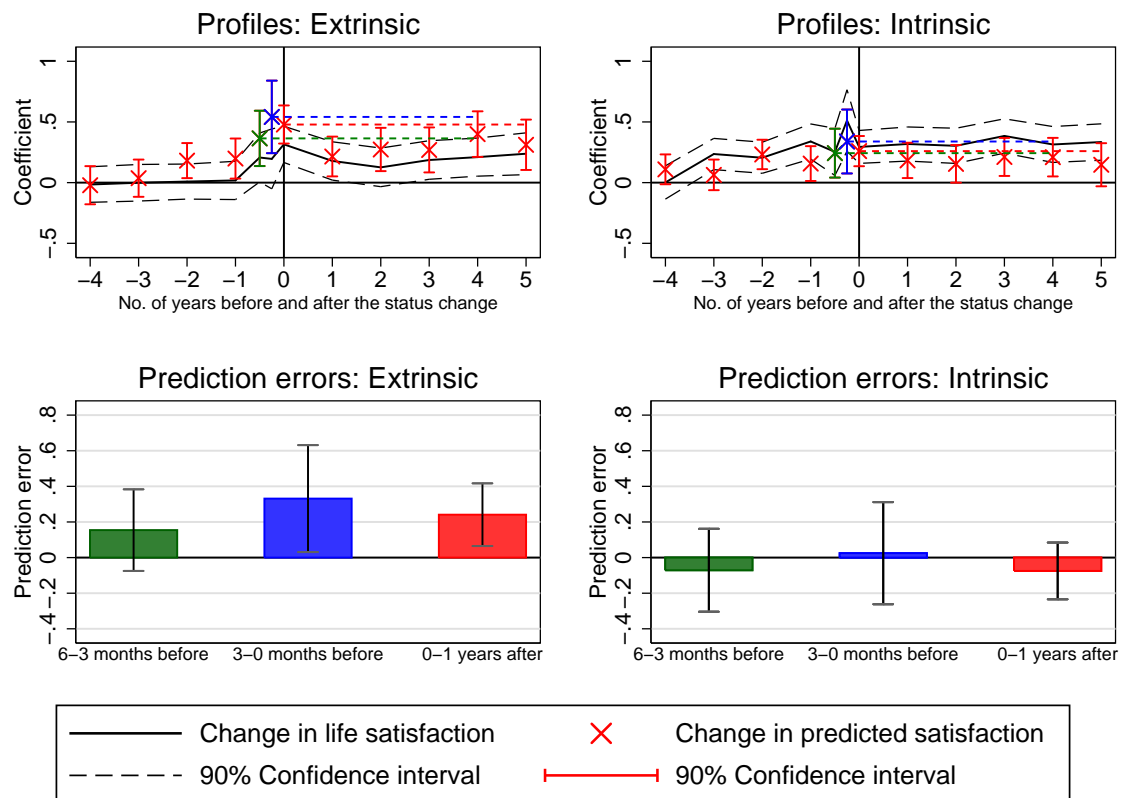 Profiles: Extrinsic
Coefficient
1
.5
0
−.5
−4 −3 −2 −1 0 1 2 3 4 5
No. of years before and after the status change
Profiles: Intrinsic
Coefficient
1
.5
0
−.5
−4 −3 −2 −1 0 1 2 3 4 5
No. of years before and after the status change
Prediction errors: Extrinsic
Prediction error
.8
.6
.4
.2
0
−.2
−.4
6−3 months before 3−0 months before 0−1 years after
Prediction errors: Intrinsic
Prediction error
.8
.6
.4
.2
0
−.2
−.4
6−3 months before 3−0 months before 0−1 years after
Change in life satisfaction Change in predicted satisfaction
90% Confidence interval 90% Confidence interval